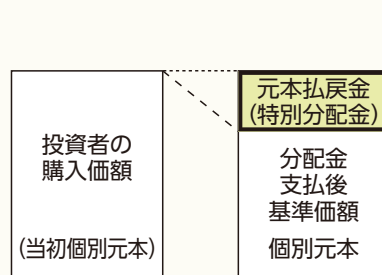 投資者の
購入価額
(当初個別元本)
元本払戻金
(特別分配金)
分配金
支払後
基準価額
個別元本